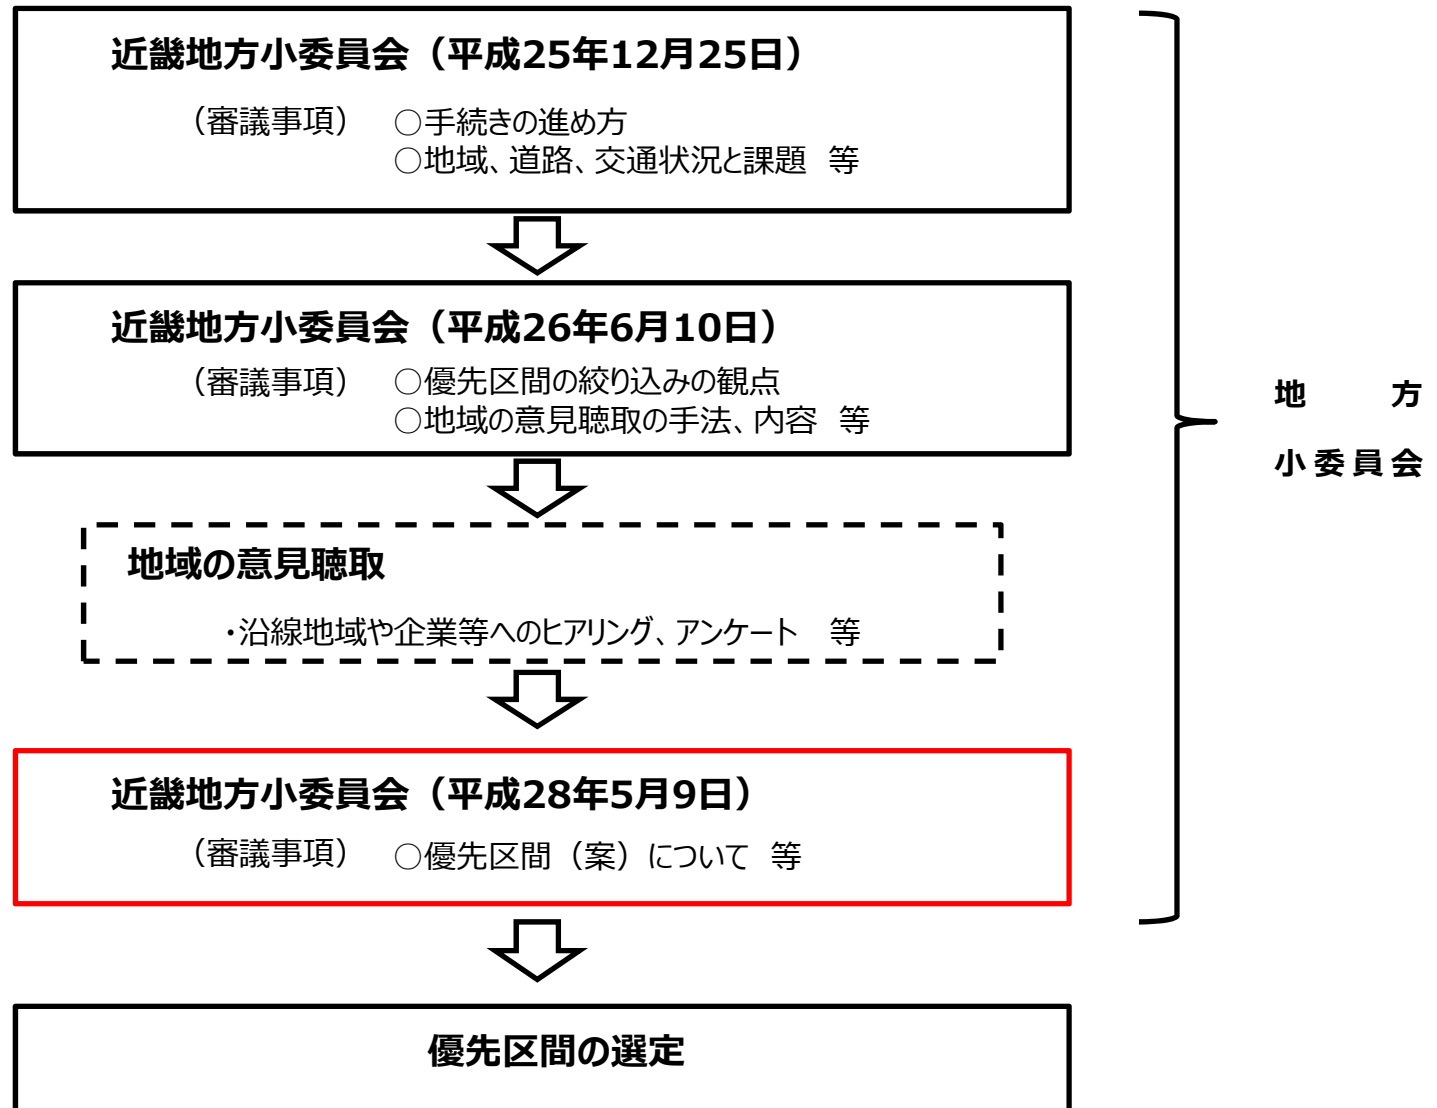 近畿地方小委員会（平成25年12月25日）
（審議事項） ○手続きの進め方
○地域、道路、交通状況と課題 等
近畿地方小委員会（平成26年6月10日）
（審議事項） ○優先区間の絞り込みの観点
○地域の意見聴取の手法、内容 等
地域の意見聴取
・沿線地域や企業等へのヒアリング、アンケート 等
近畿地方小委員会（平成28年5月9日）
（審議事項） ○優先区間（案）について 等
優先区間の選定
地 方
小委員会